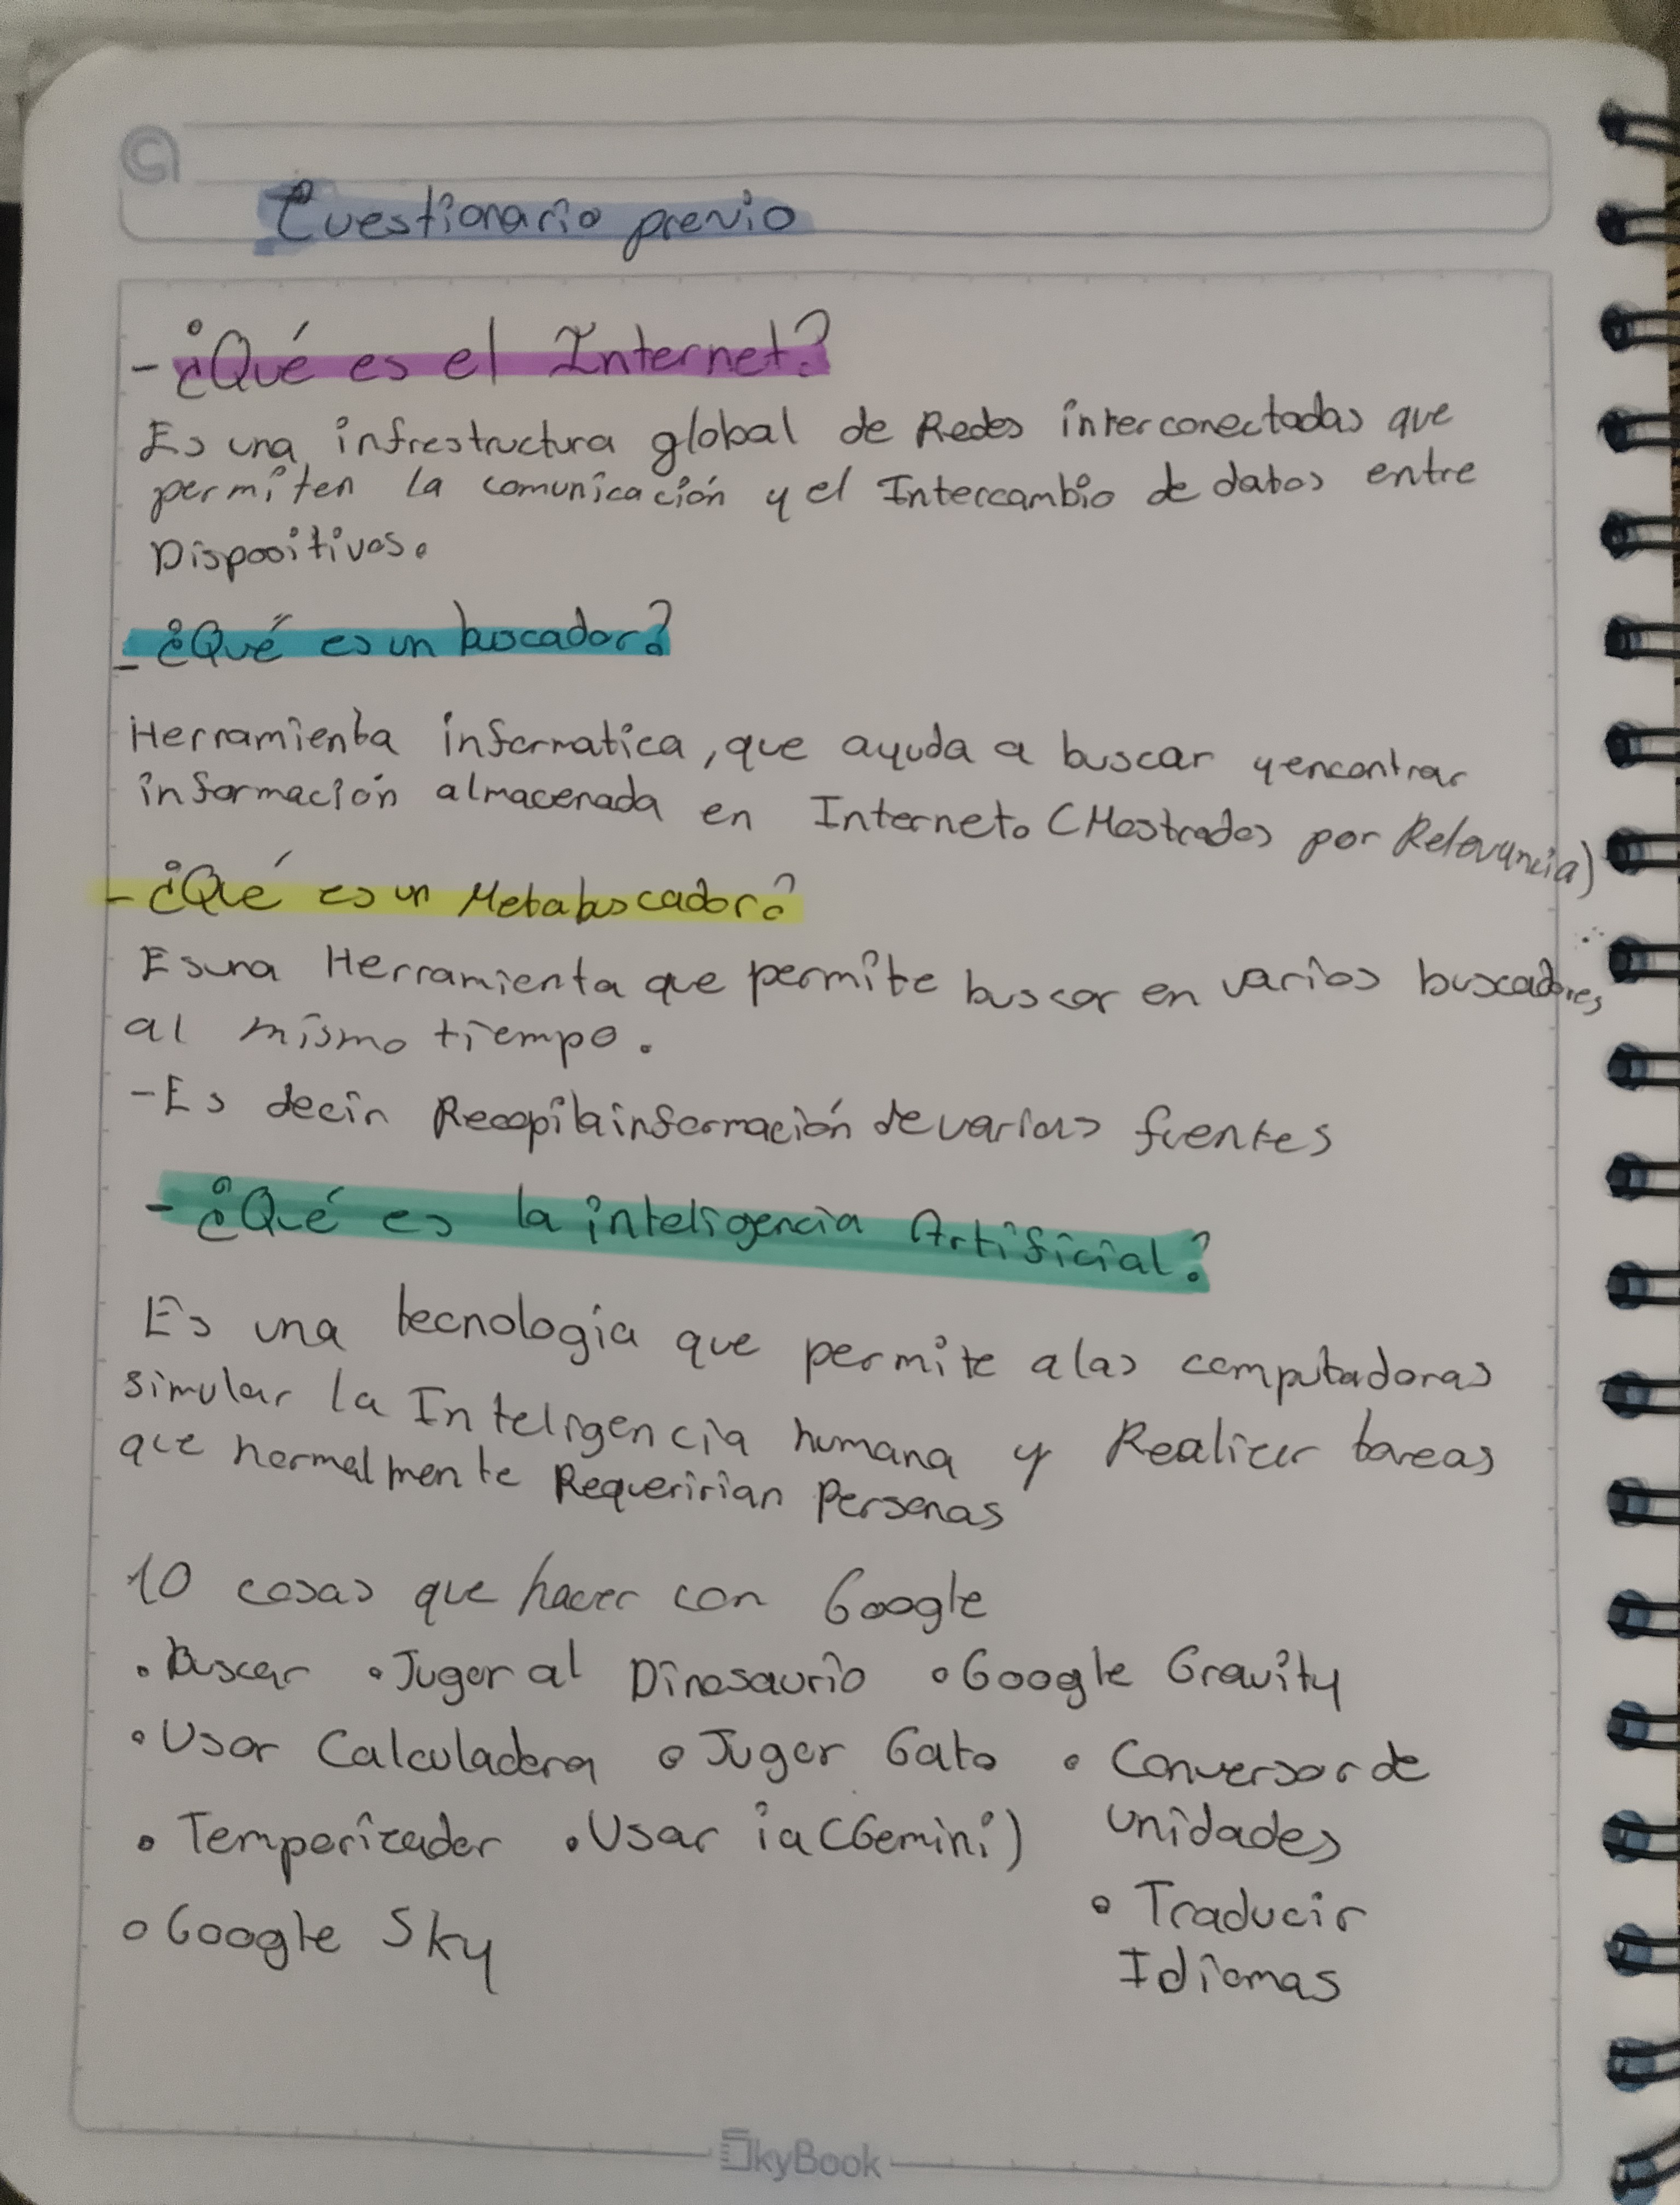 Cuestionario previo
- ¿Qué es el Internet?
Es una infrestructura global de Redes interconectadas que
permiten la comunicación y el Intercambio de datos entre
Dispositivos.
- ¿Qué es un buscador?
Herramienta informatica, que ayuda a buscar y encontrar
información almacenada en Internet. (Mostrados por Relevancia)
- ¿Qué es un Metabuscador?
Es una Herramienta que permite buscar en varios buscadores
al mismo tiempo.
- Es decir Recopila información de varias fuentes
- ¿Qué es la inteligencia Artificial?
Es una tecnología que permite a las computadoras
simular la Inteligencia humana y Realizar tareas
que normalmente Requeririan Personas
10 cosas que hacer con Google
• Buscar • Jugar al Dinosaurio • Google Gravity
• Usar Calculadora • Jugar Gato • Conversor de
unidades
• Temporizador • Usar ia (Gemini)
• Traducir
Idiomas
• Google Sky
SkyBook